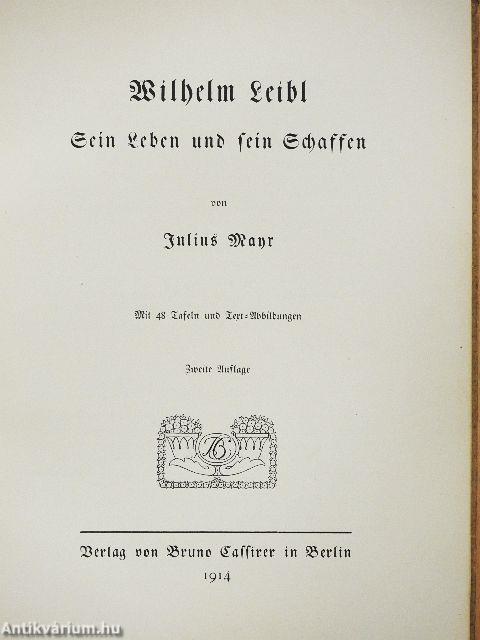 Wilhelm Leibl
Sein Leben und sein Schaffen
von
Julius Mayr
Mit 48 Tafeln und Text-Abbildungen
Zweite Auflage
Verlag von Bruno Cassirer in Berlin
1914
Antikvárium.hu